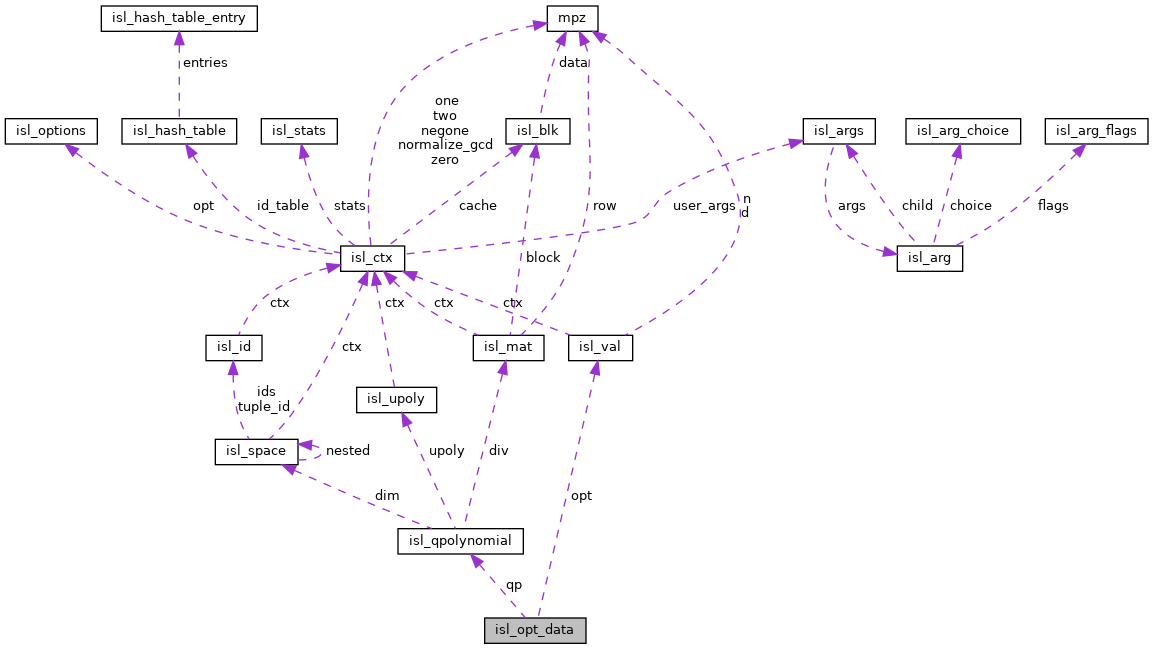 isl_hash_table_entry
mpz
entries
data
one
two
negone
normalize_gcd
zero
isl_options
isl_hash_table
isl_stats
isl_blk
isl_args
isl_arg_choice
isl_arg_flags
opt
id_table
stats
cache
row
user_args
n
d
args
child
choice
flags
isl_ctx
block
isl_arg
ctx
ctx
ctx
ctx
isl_id
ctx
isl_mat
isl_val
ids
tuple_id
isl_upoly
isl_space
nested
upoly
div
dim
opt
isl_qpolynomial
qp
isl_opt_data